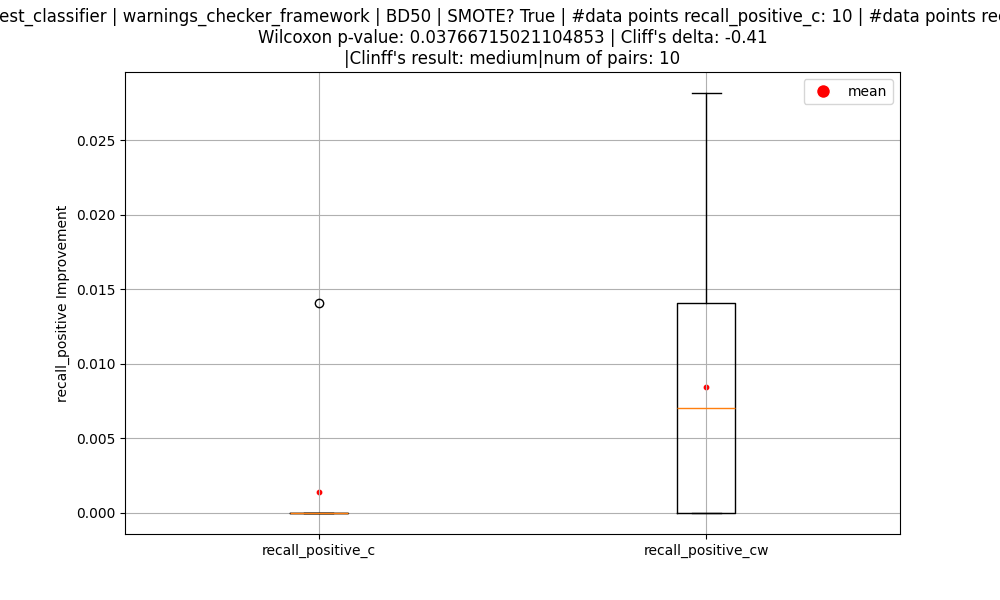 est_classifier | warnings_checker_framework | BD50 | SMOTE? True | #data points recall_positive_c: 10 | #data points
Wilcoxon p-value: 0.03766715021104853 | Cliff's delta: -0.41
|Clinff's result: medium|num of pairs: 10
mean
0.025
0.020
0.015
0.010
0.005
0.000
recall_positive Improvement
recall_positive_c
recall_positive_cw